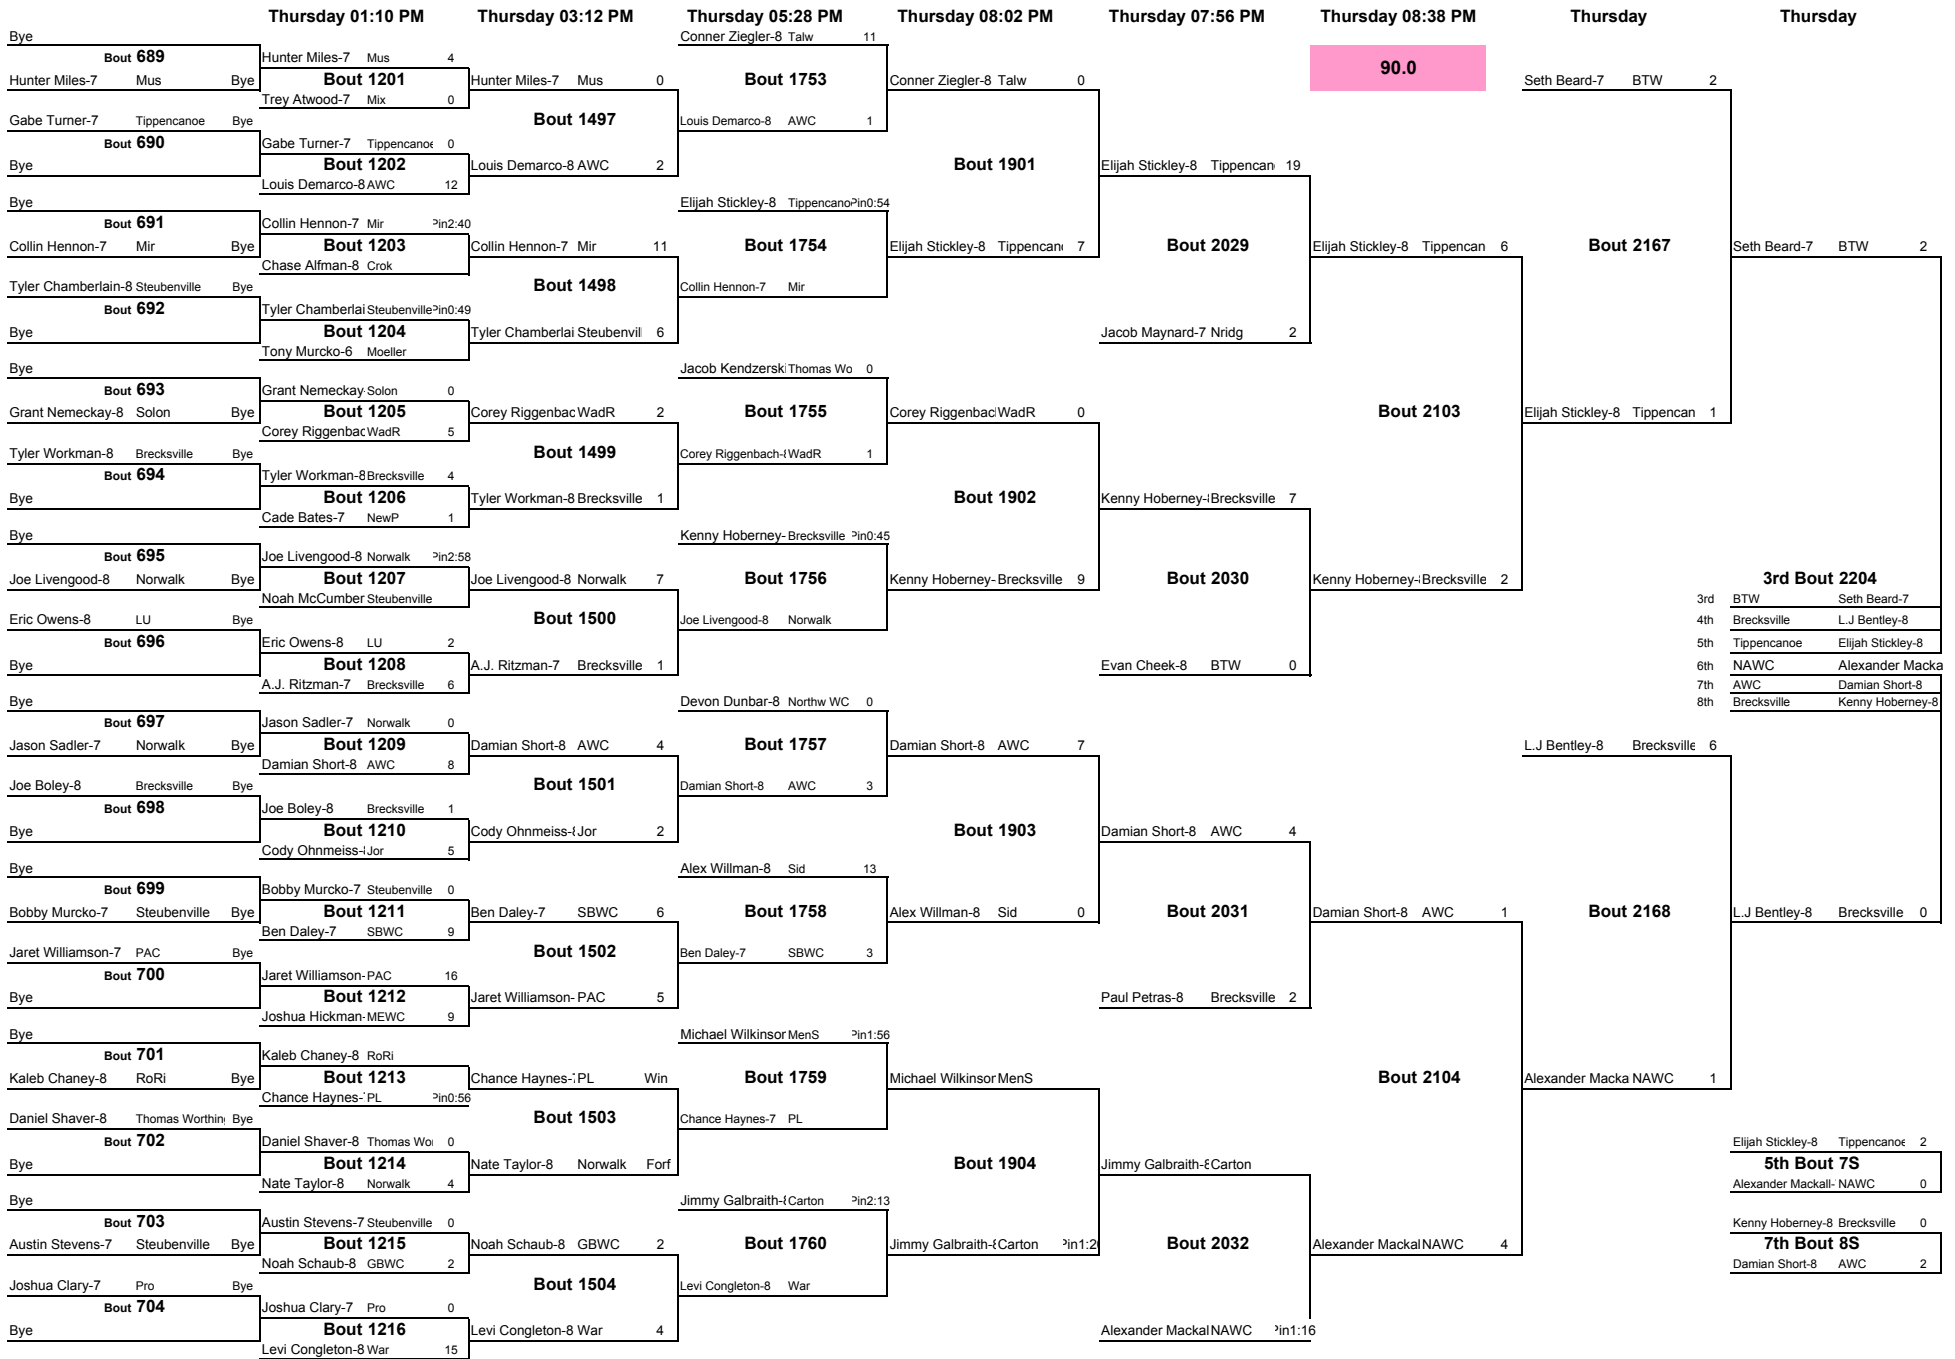 Thursday 01:10 PM Thursday 03:12 PM Thursday 05:28 PM Thursday 08:02 PM Thursday 07:56 PM Thursday 08:38 PM Thursday Thursday
Bye
Bout 689
Hunter Miles-7 Mus Bye
Gabe Turner-7 Tippencanoe Bye
Bout 690
Bye
Bye
Bout 691
Collin Hennon-7 Mir Bye
Tyler Chamberlain-8 Steubenville Bye
Bout 692
Bye
Bye
Bout 693
Grant Nemeckay-8 Solon Bye
Tyler Workman-8 Brecksville Bye
Bout 694
Bye
Bye
Bout 695
Joe Livengood-8 Norwalk Bye
Eric Owens-8 LU Bye
Bout 696
Bye
Bye
Bout 697
Jason Sadler-7 Norwalk Bye
Joe Boley-8 Brecksville Bye
Bout 698
Bye
Bye
Bout 699
Bobby Murcko-7 Steubenville Bye
Jaret Williamson-7 PAC Bye
Bout 700
Bye
Bye
Bout 701
Kaleb Chaney-8 RoRi Bye
Daniel Shaver-8 Thomas Worthin Bye
Bout 702
Bye
Bye
Bout 703
Austin Stevens-7 Steubenville Bye
Joshua Clary-7 Pro Bye
Bout 704
Bye
Hunter Miles-7 Mus 4
Bout 1201
Trey Atwood-7 Mix 0
Gabe Turner-7 Tippencanoe 0
Bout 1202
Louis Demarco-8 AWC 12
Collin Hennon-7 Mir Pin2:40
Bout 1203
Chase Alfman-8 Crok
Tyler Chamberlai Steubenville Pin0:49
Bout 1204
Tony Murcko-6 Moeller
Grant Nemeckay- Solon 0
Bout 1205
Corey Riggenbac WadR 5
Tyler Workman-8 Brecksville 4
Bout 1206
Cade Bates-7 NewP 1
Joe Livengood-8 Norwalk Pin2:58
Bout 1207
Noah McCumber Steubenville
Eric Owens-8 LU 2
Bout 1208
A.J. Ritzman-7 Brecksville 6
Jason Sadler-7 Norwalk 0
Bout 1209
Damian Short-8 AWC 8
Joe Boley-8 Brecksville 1
Bout 1210
Cody Ohnmeiss- Jor 5
Bobby Murcko-7 Steubenville 0
Bout 1211
Ben Daley-7 SBWC 9
Jaret Williamson- PAC 16
Bout 1212
Joshua Hickman- MEWC 9
Kaleb Chaney-8 RoRi
Bout 1213
Chance Haynes- PL Pin0:56
Daniel Shaver-8 Thomas Wo 0
Bout 1214
Nate Taylor-8 Norwalk 4
Austin Stevens-7 Steubenville 0
Bout 1215
Noah Schaub-8 GBWC 2
Joshua Clary-7 Pro 0
Bout 1216
Levi Congleton-8 War 15
Hunter Miles-7 Mus 0
Bout 1497
Louis Demarco-8 AWC 2
Collin Hennon-7 Mir 11
Bout 1498
Tyler Chamberlai Steubenvil 6
Corey Riggenbac WadR 2
Bout 1499
Tyler Workman-8 Brecksville 1
Joe Livengood-8 Norwalk 7
Bout 1500
A.J. Ritzman-7 Brecksville 1
Damian Short-8 AWC 4
Bout 1501
Cody Ohnmeiss- Jor 2
Ben Daley-7 SBWC 6
Bout 1502
Jaret Williamson- PAC 5
Chance Haynes- PL Win
Bout 1503
Nate Taylor-8 Norwalk Forf
Noah Schaub-8 GBWC 2
Bout 1504
Levi Congleton-8 War 4
Conner Ziegler-8 Talw 11
Bout 1753
Louis Demarco-8 AWC 1
Elijah Stickley-8 Tippencano Pin0:54
Bout 1754
Collin Hennon-7 Mir
Jacob Kendzersk Thomas Wo 0
Bout 1755
Corey Riggenbach- WadR 1
Kenny Hoberney- Brecksville Pin0:45
Bout 1756
Joe Livengood-8 Norwalk
Devon Dunbar-8 Northw WC 0
Bout 1757
Damian Short-8 AWC 3
Alex Willman-8 Sid 13
Bout 1758
Ben Daley-7 SBWC 3
Michael Wilkinsor MenS Pin1:56
Bout 1759
Chance Haynes-7 PL
Jimmy Galbraith- Carton Pin2:13
Bout 1760
Levi Congleton-8 War
Conner Ziegler-8 Talw 0
Bout 1901
Elijah Stickley-8 Tippencan 7
Corey Riggenbac WadR 0
Bout 1902
Kenny Hoberney- Brecksville 9
Damian Short-8 AWC 7
Bout 1903
Alex Willman-8 Sid 0
Michael Wilkinsor MenS
Bout 1904
Jimmy Galbraith- Carton Pin1:2
Elijah Stickley-8 Tippencan 19
Bout 2029
Jacob Maynard-7 Nridg 2
Kenny Hoberney- Brecksville 7
Bout 2030
Evan Cheek-8 BTW 0
Damian Short-8 AWC 4
Bout 2031
Paul Petras-8 Brecksville 2
Jimmy Galbraith- Carton
Bout 2032
Alexander Mackal NAWC Pin1:16
90.0
Elijah Stickley-8 Tippencan 6
Bout 2103
Kenny Hoberney- Brecksville 2
Damian Short-8 AWC 1
Bout 2104
Alexander Mackal NAWC 4
Seth Beard-7 BTW 2
Bout 2167
Elijah Stickley-8 Tippencan 1
L.J Bentley-8 Brecksville 6
Bout 2168
Alexander Macka NAWC 1
Seth Beard-7 BTW 2
3rd Bout 2204
3rd BTW Seth Beard-7
4th Brecksville L.J Bentley-8
5th Tippencanoe Elijah Stickley-8
6th NAWC Alexander Macka
7th AWC Damian Short-8
8th Brecksville Kenny Hoberney-8
L.J Bentley-8 Brecksville 0
Elijah Stickley-8 Tippencanoe 2
5th Bout 7S
Alexander Mackall- NAWC 0
Kenny Hoberney-8 Brecksville 0
7th Bout 8S
Damian Short-8 AWC 2